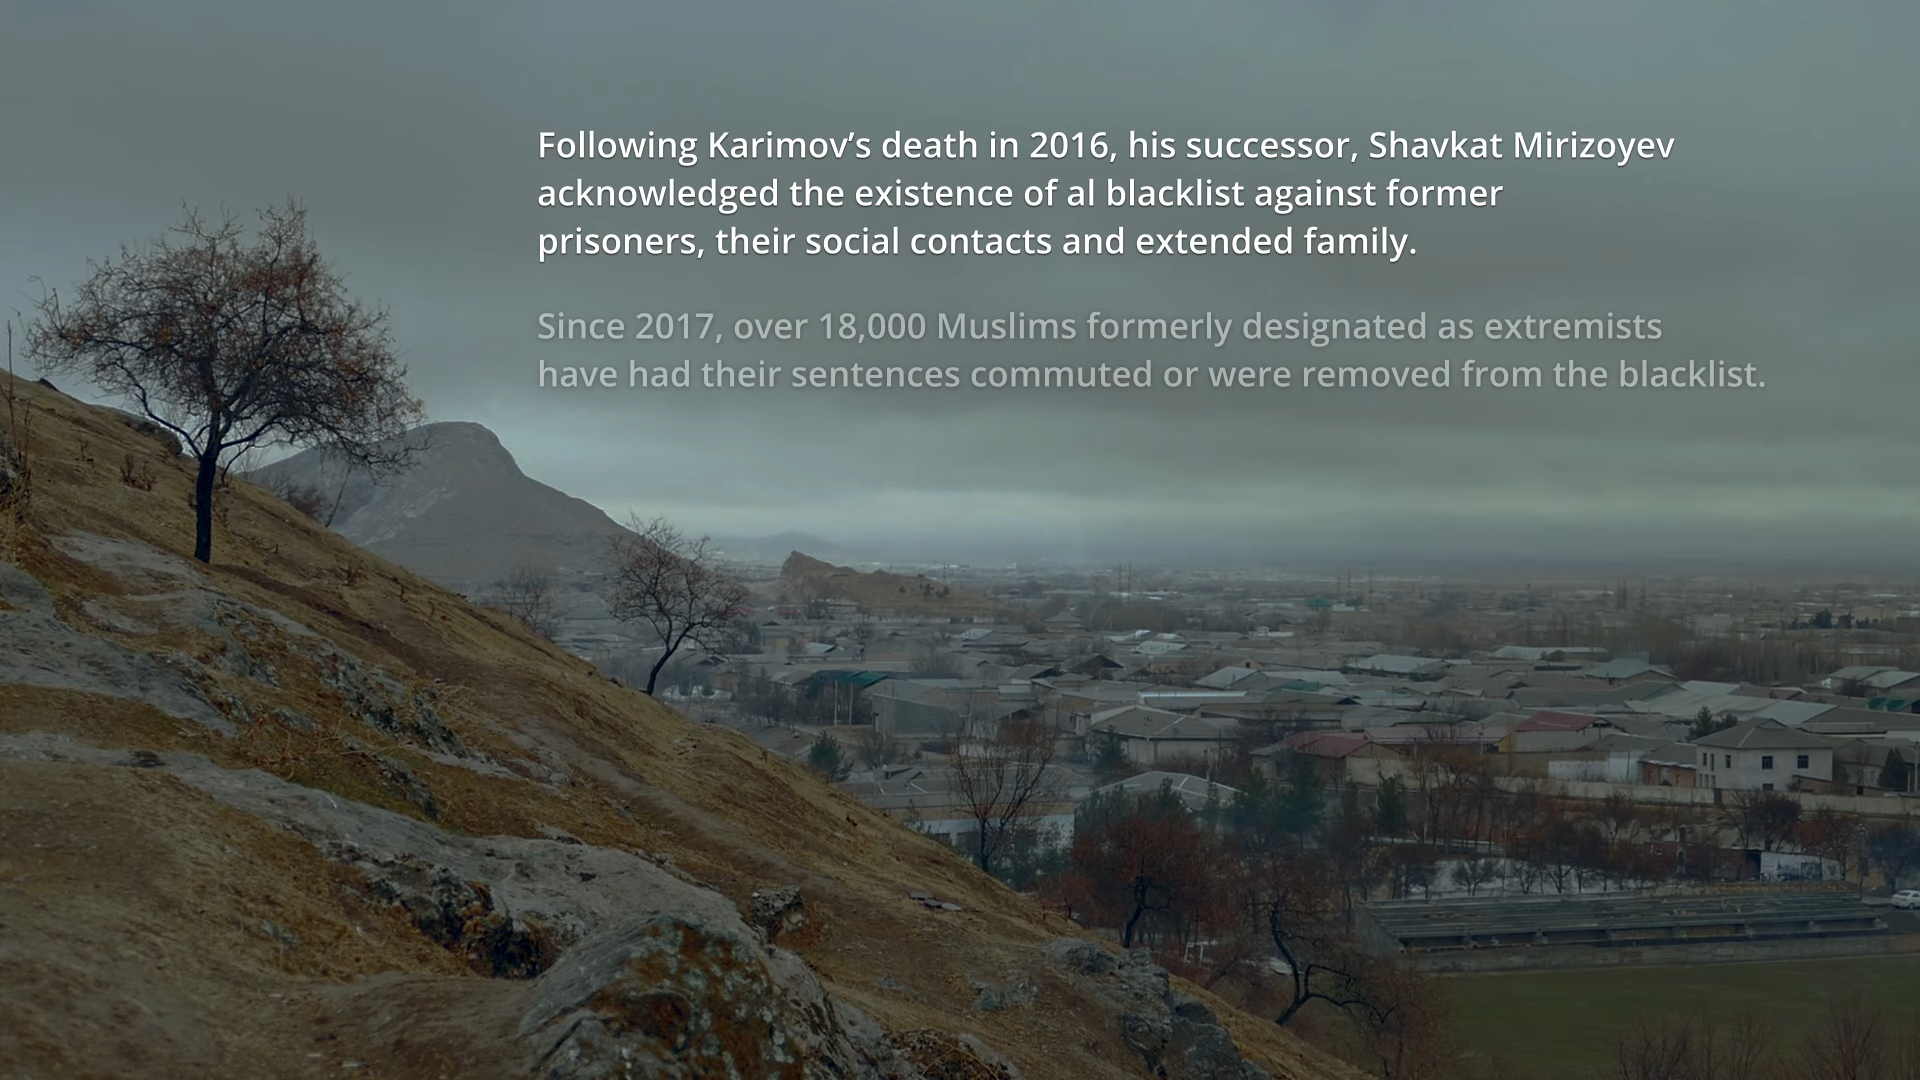 Following Karimov’s death in 2016, his successor, Shavkat Mirizoyev
acknowledged the existence of al blacklist against former
prisoners, their social contacts and extended family.
Since 2017, over 18,000 Muslims formerly designated as extremists
have had their sentences commuted or were removed from the blacklist.